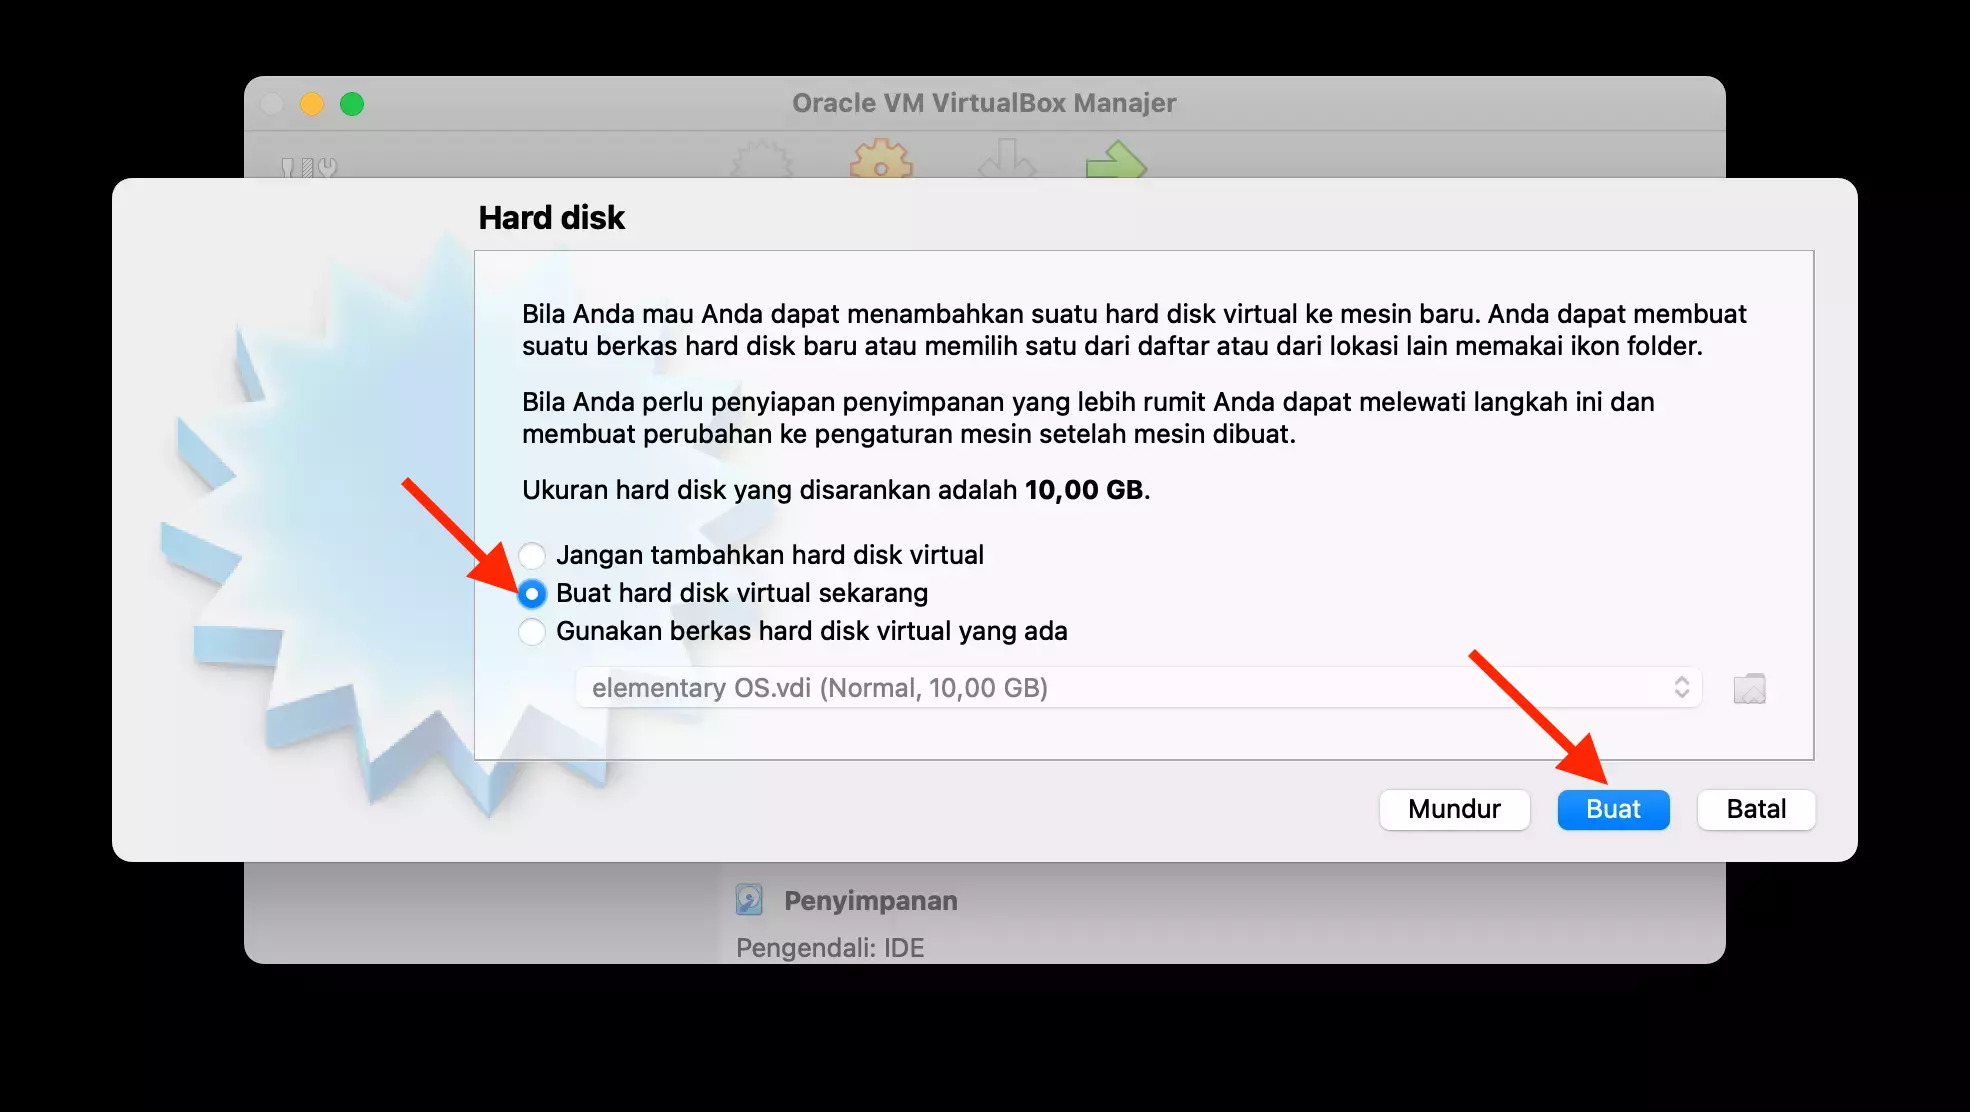 Oracle VM VirtualBox Manajer
Hard disk
Bila Anda mau Anda dapat menambahkan suatu hard disk virtual ke mesin baru. Anda dapat membuat
suatu berkas hard disk baru atau memilih satu dari daftar atau dari lokasi lain memakai ikon folder.
Bila Anda perlu penyiapan penyimpanan yang lebih rumit Anda dapat melewati langkah ini dan
membuat perubahan ke pengaturan mesin setelah mesin dibuat.
Ukuran hard disk yang disarankan adalah 10,00 GB.
Jangan tambahkan hard disk virtual
Buat hard disk virtual sekarang
Gunakan berkas hard disk virtual yang ada
elementary OS.vdi (Normal, 10,00 GB)
Mundur Buat Batal
Penyimpanan
Pengendali: IDE